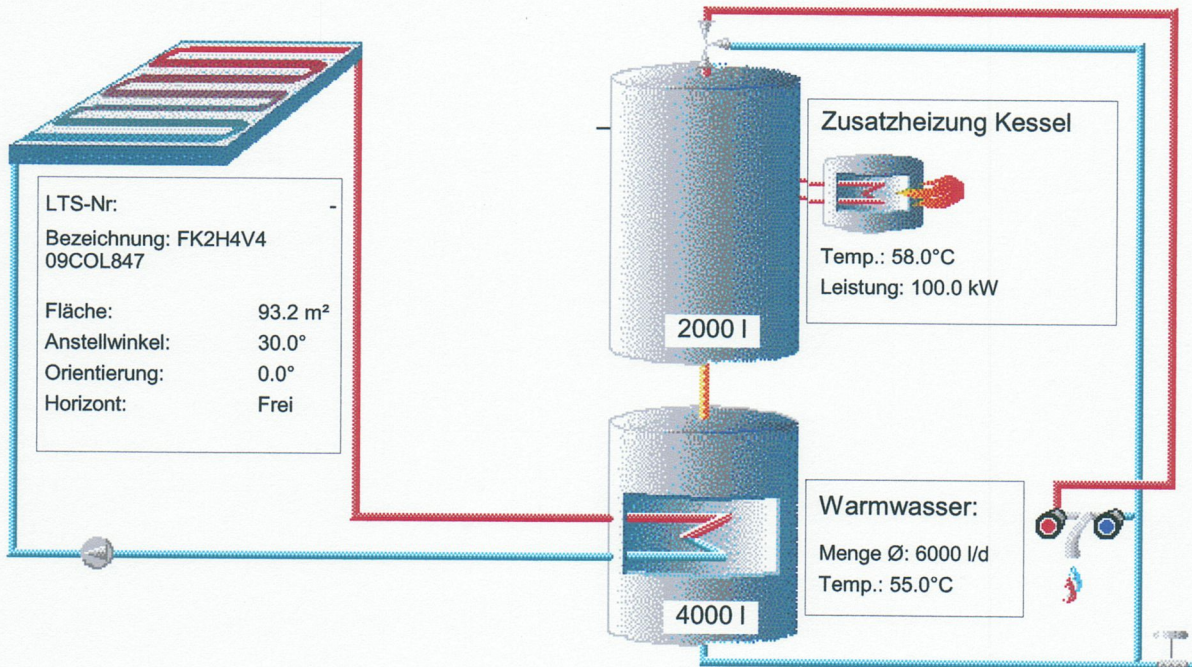 LTS-Nr: -
Bezeichnung: FK2H4V4
09COL847
Fläche: 93.2 m²
Anstellwinkel: 30.0°
Orientierung: 0.0°
Horizont: Frei
Zusatzheizung Kessel
Temp.: 58.0°C
Leistung: 100.0 kW
2000 l
Warmwasser:
Menge Ø: 6000 l/d
Temp.: 55.0°C
4000 l